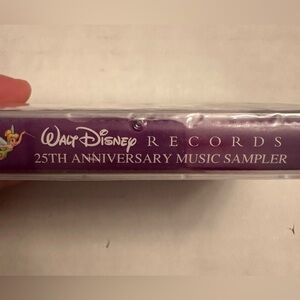 Walt Disney RECORDS
25TH ANNIVERSARY MUSIC SAMPLER